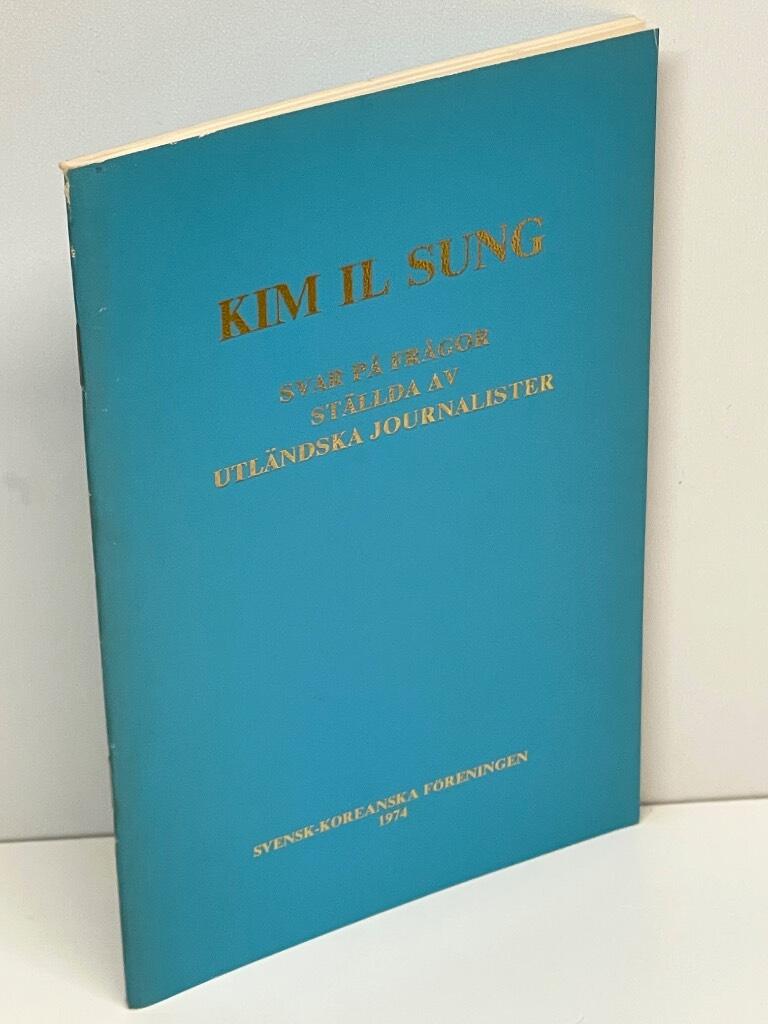 KIM IL SUNG
SVAR PÅ FRÅGOR
STÄLLDA AV
UTLÄNDSKA JOURNALISTER
SVENSK-KOREANSKA FÖRENINGEN
1974